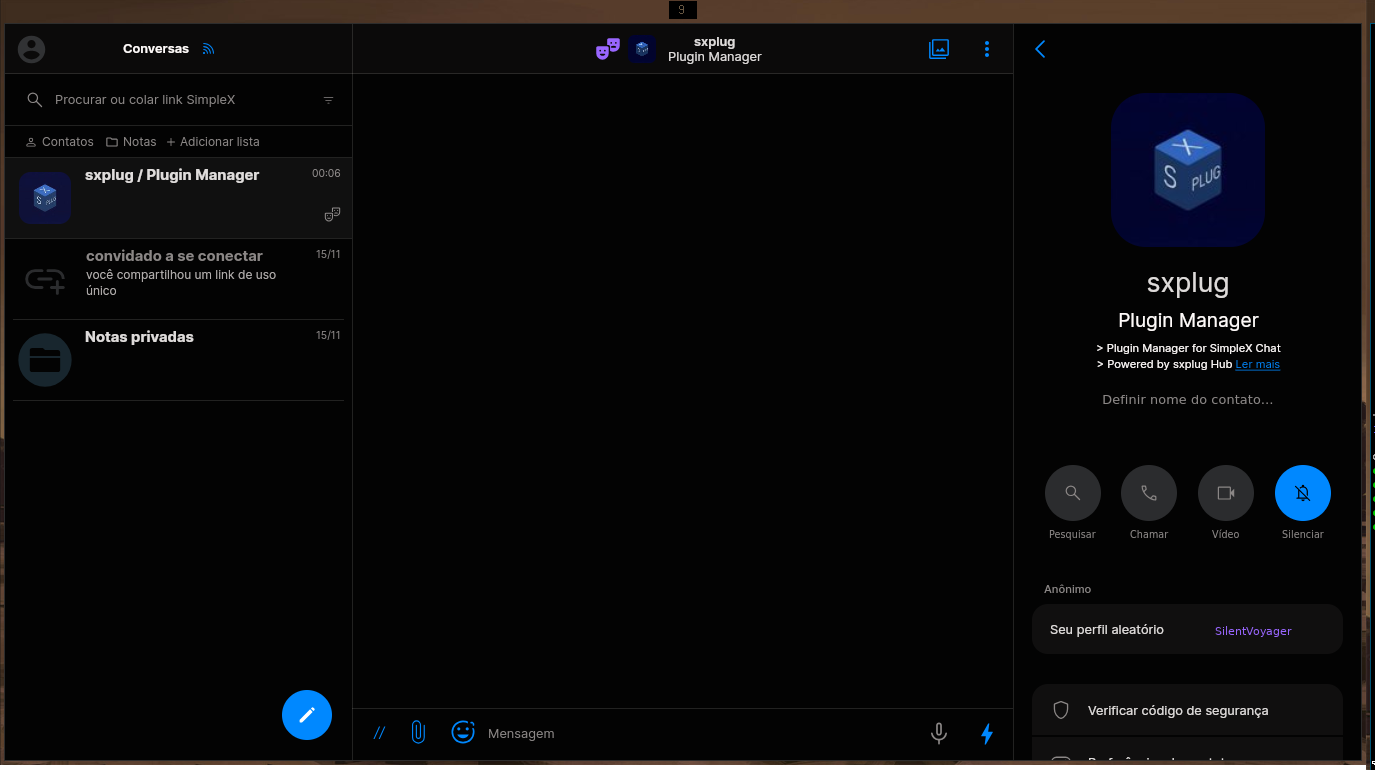 9
Conversas
Procurar ou colar link SimpleX
Contatos Notas + Adicionar lista
sxplug / Plugin Manager 00:06
convidado a se conectar 15/11
você compartilhou um link de uso
único
Notas privadas 15/11
sxplug
Plugin Manager
// Mensagem
X
S PLUG
sxplug
Plugin Manager
> Plugin Manager for SimpleX Chat
> Powered by sxplug Hub Ler mais
Definir nome do contato...
Pesquisar Chamar Vídeo Silenciar
Anônimo
Seu perfil aleatório SilentVoyager
Verificar código de segurança